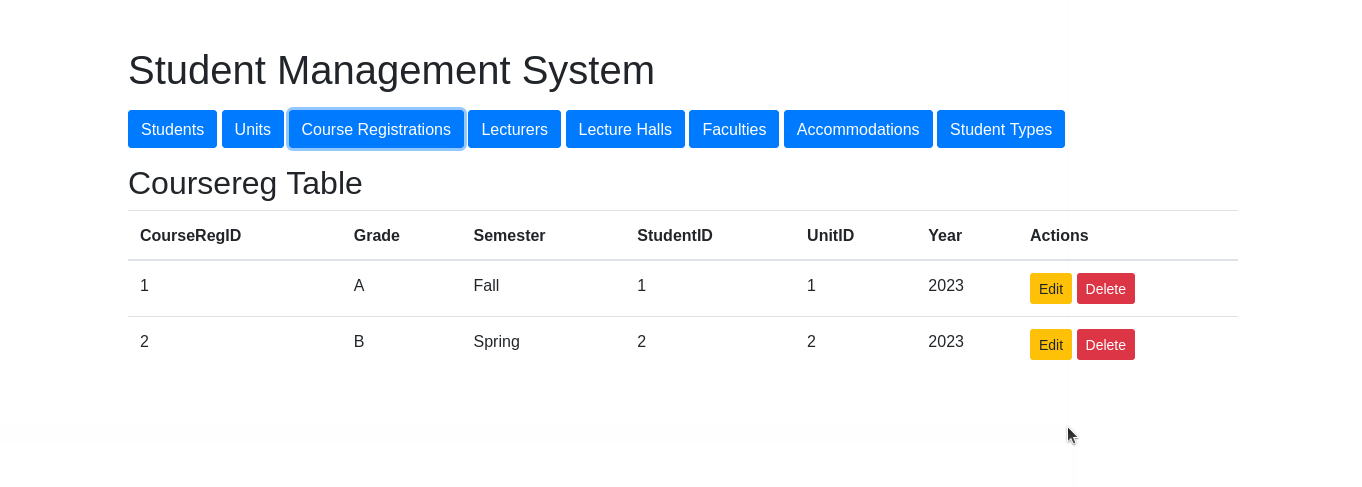 Student Management System
Students Units Course Registrations Lecturers Lecture Halls Faculties Accommodations Student Types
Coursereg Table
CourseRegID Grade Semester StudentID UnitID Year Actions
1 A Fall 1 1 2023 Edit Delete
2 B Spring 2 2 2023 Edit Delete